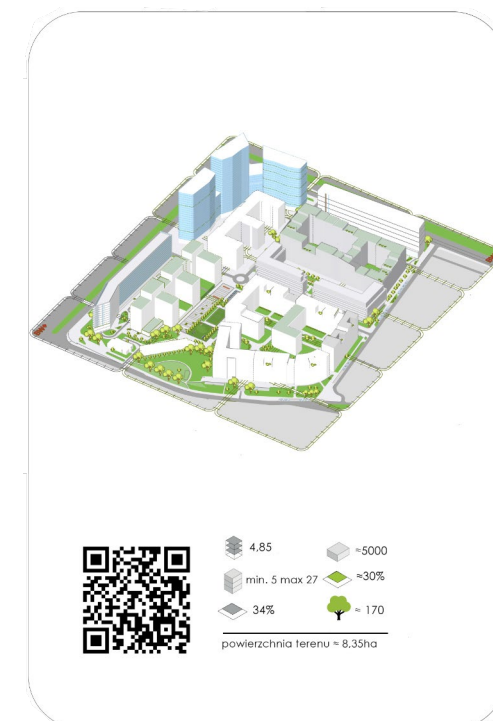 4,85
≈5000
min. 5 max 27
≈30%
34%
≈ 170
powierzchnia terenu ≈ 8,35ha